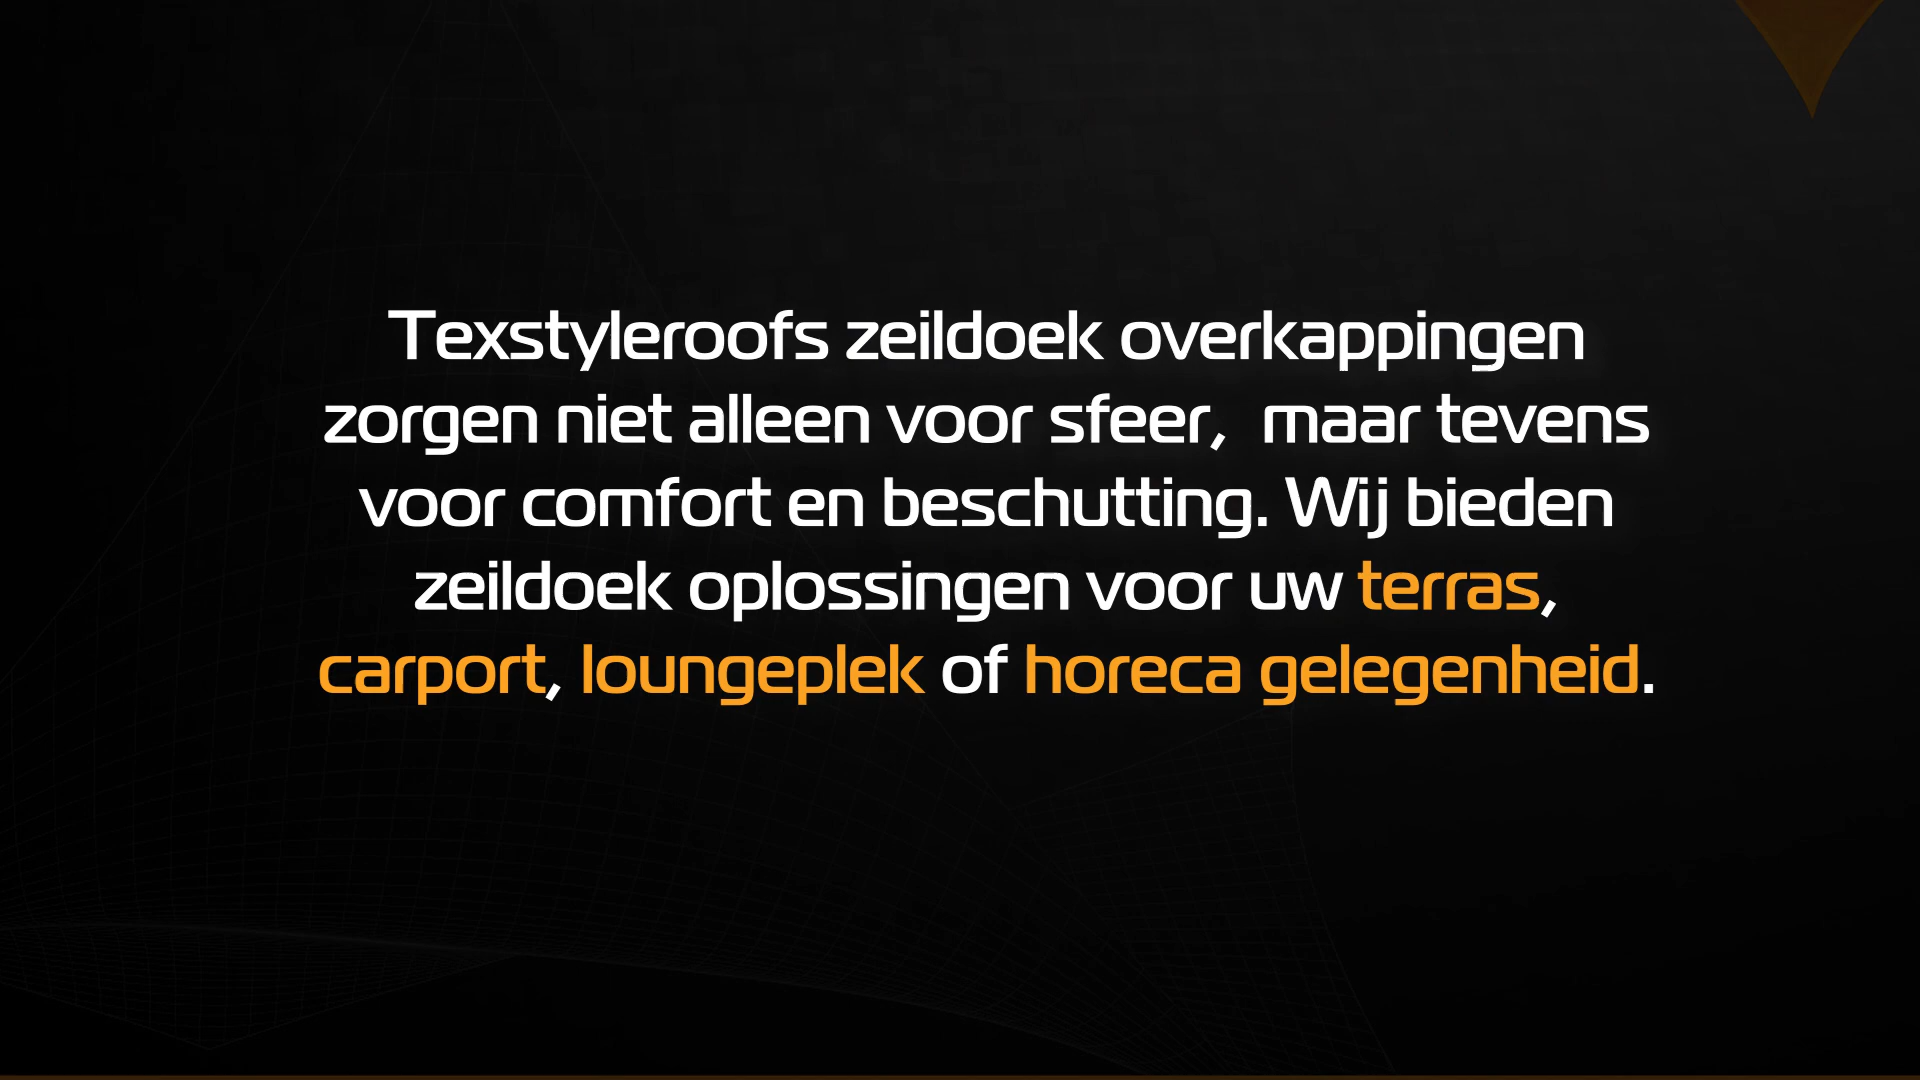 Texstyleroofs zeildoek overkappingen
zorgen niet alleen voor sfeer,  maar tevens
voor comfort en beschutting. Wij bieden
zeildoek oplossingen voor uw terras,
carport, loungeplek of horeca gelegenheid.